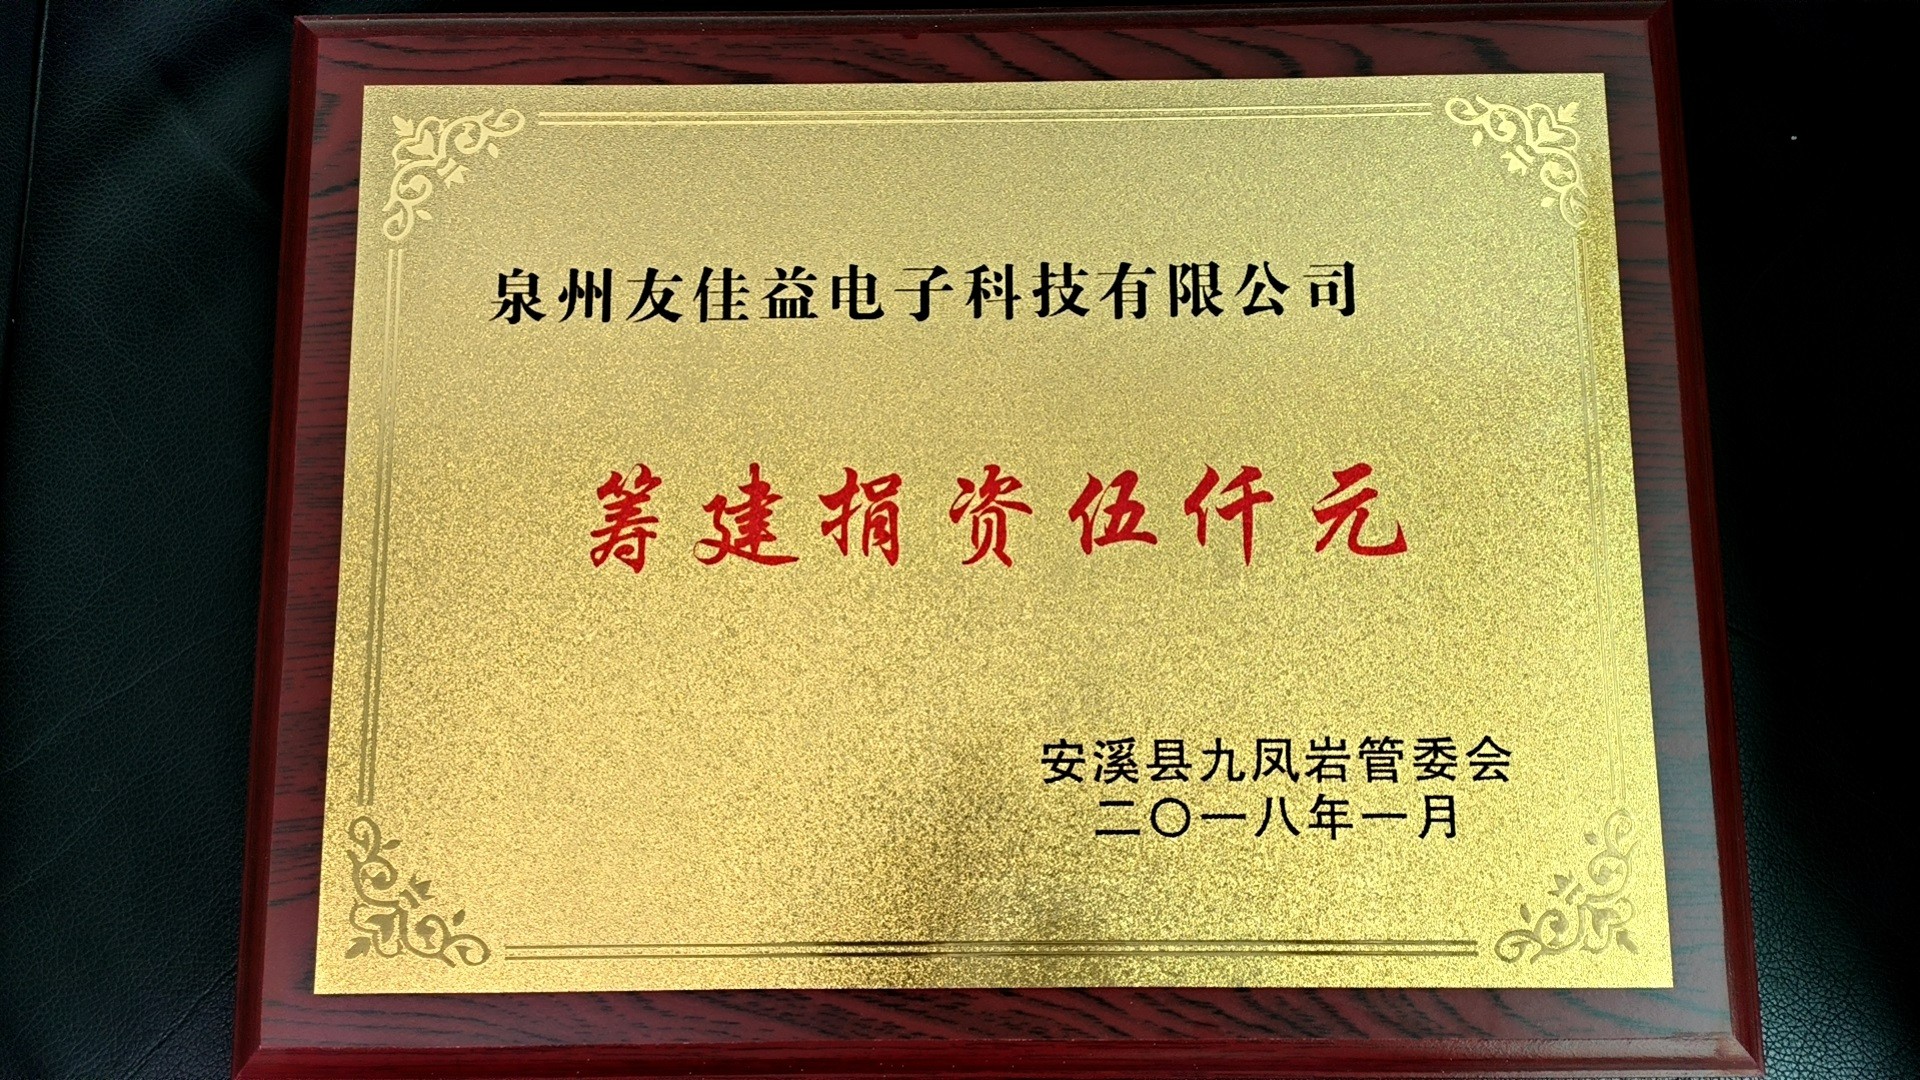 泉州友佳益电子科技有限公司
筹建捐资伍仟元
安溪县九凤岩管委会
二〇一八年一月